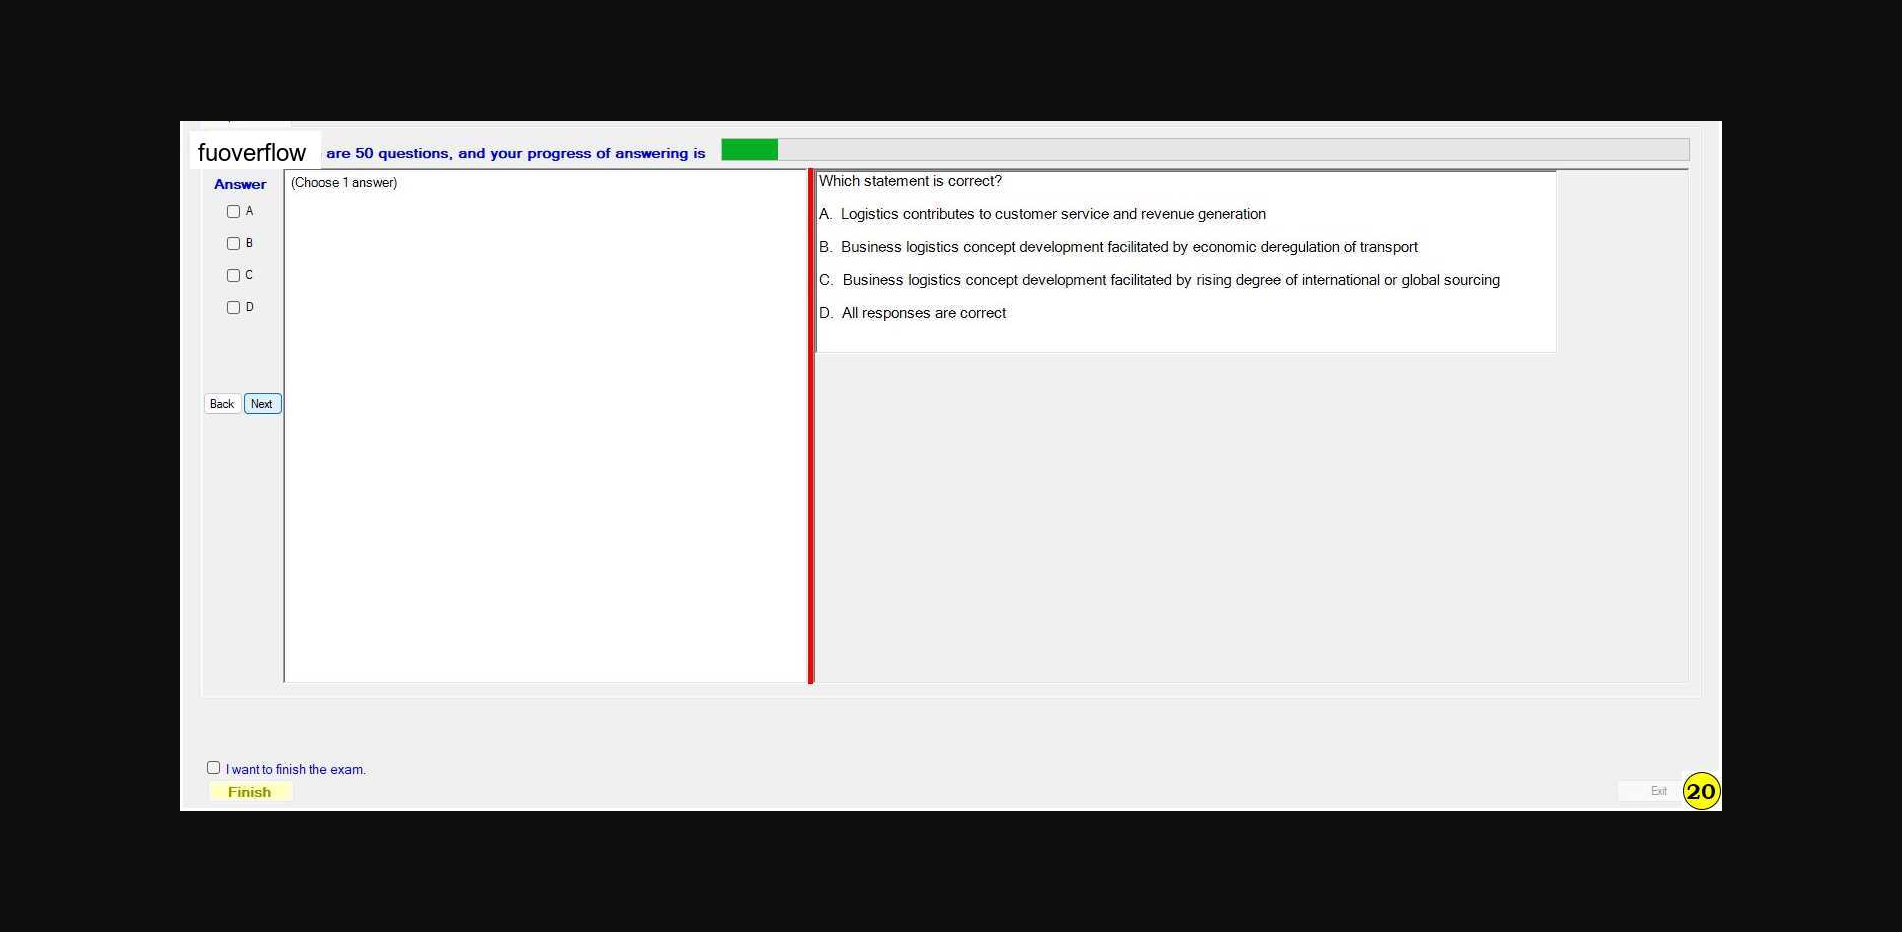 fuoverflow are 50 questions, and your progress of answering is
Answer
(Choose 1 answer)
A
B
C
D
Back Next
Which statement is correct?
A. Logistics contributes to customer service and revenue generation
B. Business logistics concept development facilitated by economic deregulation of transport
C. Business logistics concept development facilitated by rising degree of international or global sourcing
D. All responses are correct
I want to finish the exam.
Finish
Exit
20